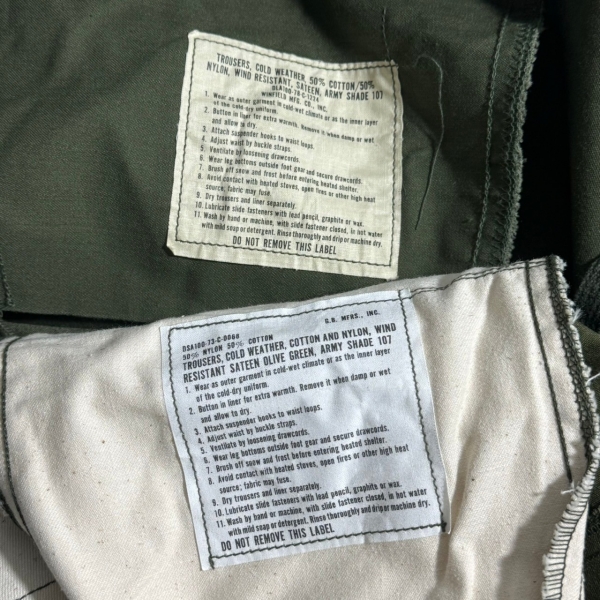 TROUSERS, COLD WEATHER, 50% COTTON/50%
NYLON, WIND RESISTANT, SATEEN, ARMY SHADE 107
DLA100-78-C-1224
WINFIELD MFG. CO., INC.
1. Wear as outer garment in cold-wet climate or as the inner layer
of the cold-dry uniform.
2. Button in liner for extra warmth. Remove it when damp or wet
and allow to dry.
3. Attach suspender hooks to waist loops.
4. Adjust waist by buckle straps.
5. Ventilate by loosening drawcords.
6. Wear leg bottoms outside foot gear and secure drawcords.
7. Brush off snow and frost before entering heated shelter.
8. Avoid contact with heated stoves, open fires or other high heat
source; fabric may fuse.
9. Dry trousers and liner separately.
10. Lubricate slide fasteners with lead pencil, graphite or wax.
11. Wash by hand or machine, with slide fastener closed, in hot water
with mild soap or detergent. Rinse thoroughly and drip or machine dry.
DO NOT REMOVE THIS LABEL
DSA100-73-C-0068 G.B. MFRS., INC.
50% NYLON 50% COTTON
TROUSERS, COLD WEATHER, COTTON AND NYLON, WIND
RESISTANT SATEEN OLIVE GREEN, ARMY SHADE 107
1. Wear as outer garment in cold-wet climate or as the inner layer
of the cold-dry uniform.
2. Button in liner for extra warmth. Remove it when damp or wet
and allow to dry.
3. Attach suspender hooks to waist loops.
4. Adjust waist by buckle straps.
5. Ventilate by loosening drawcords.
6. Wear leg bottoms outside foot gear and secure drawcords.
7. Brush off snow and frost before entering heated shelter.
8. Avoid contact with heated stoves, open fires or other high heat
source; fabric may fuse.
9. Dry trousers and liner separately.
10. Lubricate slide fasteners with lead pencil, graphite or wax.
11. Wash by hand or machine, with slide fastener closed, in hot water
with mild soap or detergent. Rinse thoroughly and drip or machine dry.
DO NOT REMOVE THIS LABEL